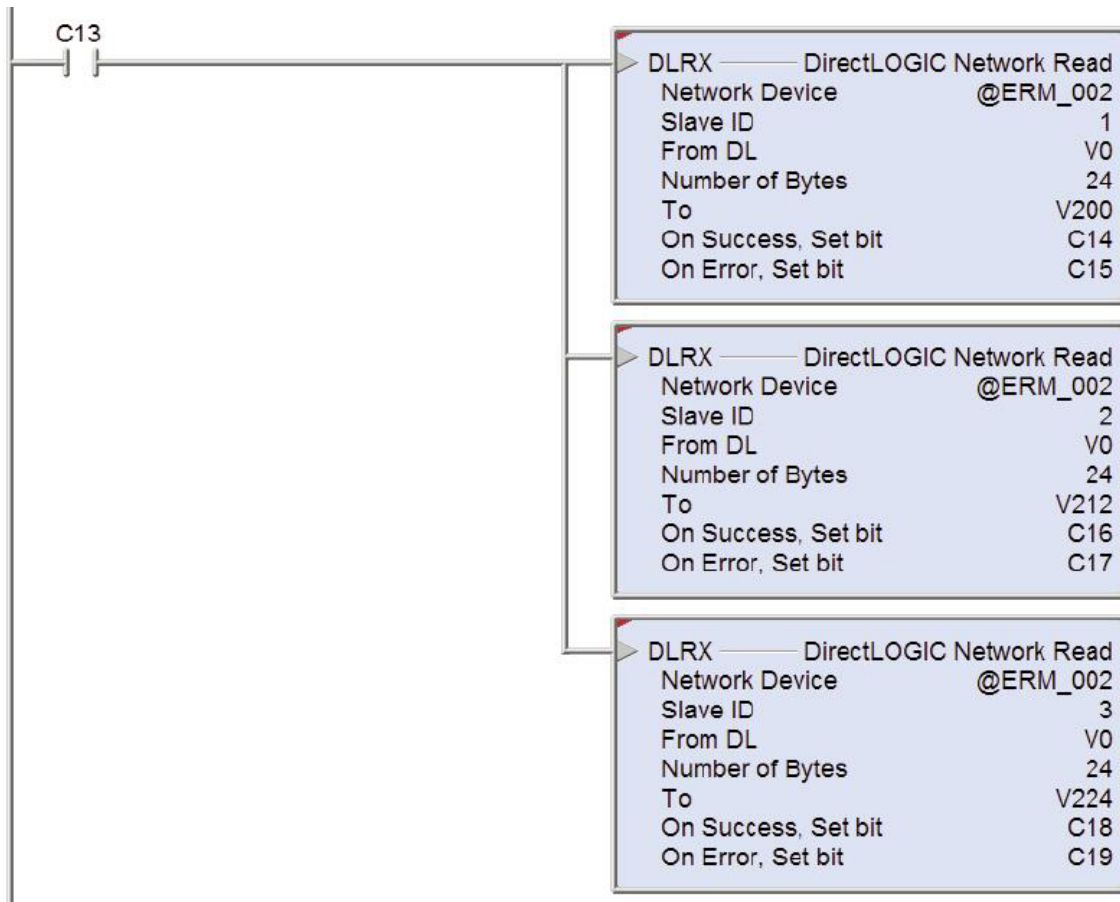 C13
DLRX DirectLOGIC Network Read
Network Device @ERM_002
Slave ID 1
From DL V0
Number of Bytes 24
To V200
On Success, Set bit C14
On Error, Set bit C15
DLRX DirectLOGIC Network Read
Network Device @ERM_002
Slave ID 2
From DL V0
Number of Bytes 24
To V212
On Success, Set bit C16
On Error, Set bit C17
DLRX DirectLOGIC Network Read
Network Device @ERM_002
Slave ID 3
From DL V0
Number of Bytes 24
To V224
On Success, Set bit C18
On Error, Set bit C19